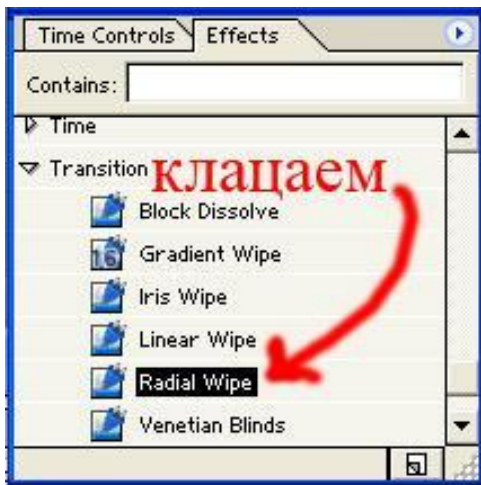 Time Controls Effects
Contains:
Time
Transition клацаем
Block Dissolve
16 Gradient Wipe
Iris Wipe
Linear Wipe
Radial Wipe
Venetian Blinds